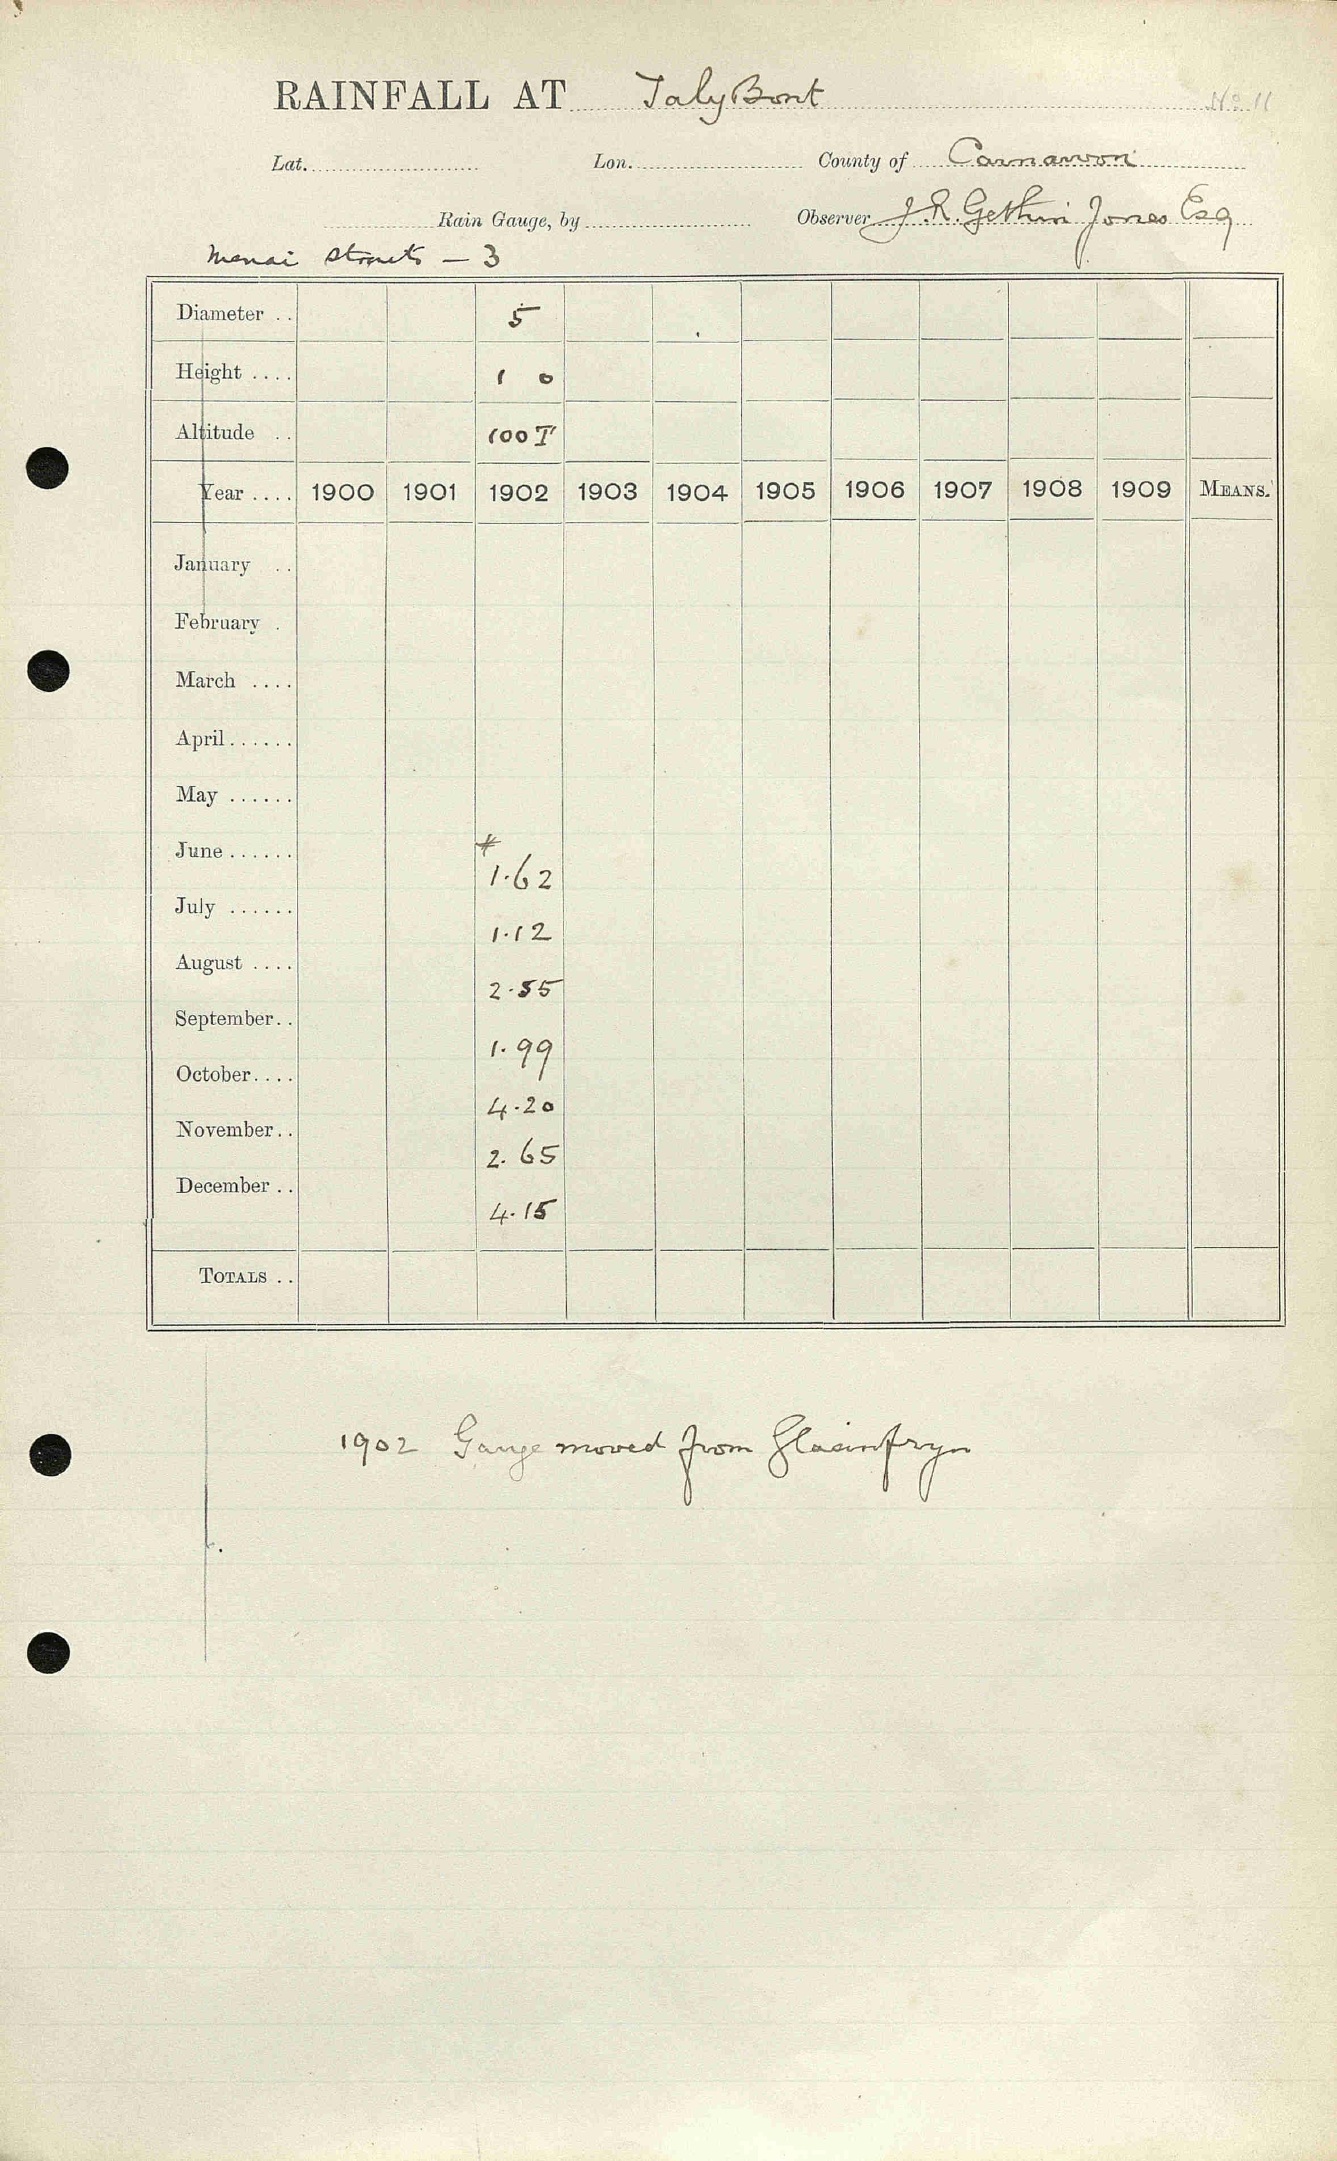 RAINFALL AT TalyBont No 11
Lat. Lon. County of Carnarvon
Rain Gauge, by Observer J. R. Gethin Jones Esq
Menai Straits – 3
Diameter .. 5
Height .... 1 0
Altitude .. 100 T
Year .... 1900 1901 1902 1903 1904 1905 1906 1907 1908 1909 MEANS.
January ..
February .
March ....
April ......
May ......
June ...... *
1.62
July ......
1.12
August ....
2.55
September..
1.99
October....
4.20
November..
2.65
December ..
4.15
TOTALS ..
1902 Gauge moved from Glasinfryn